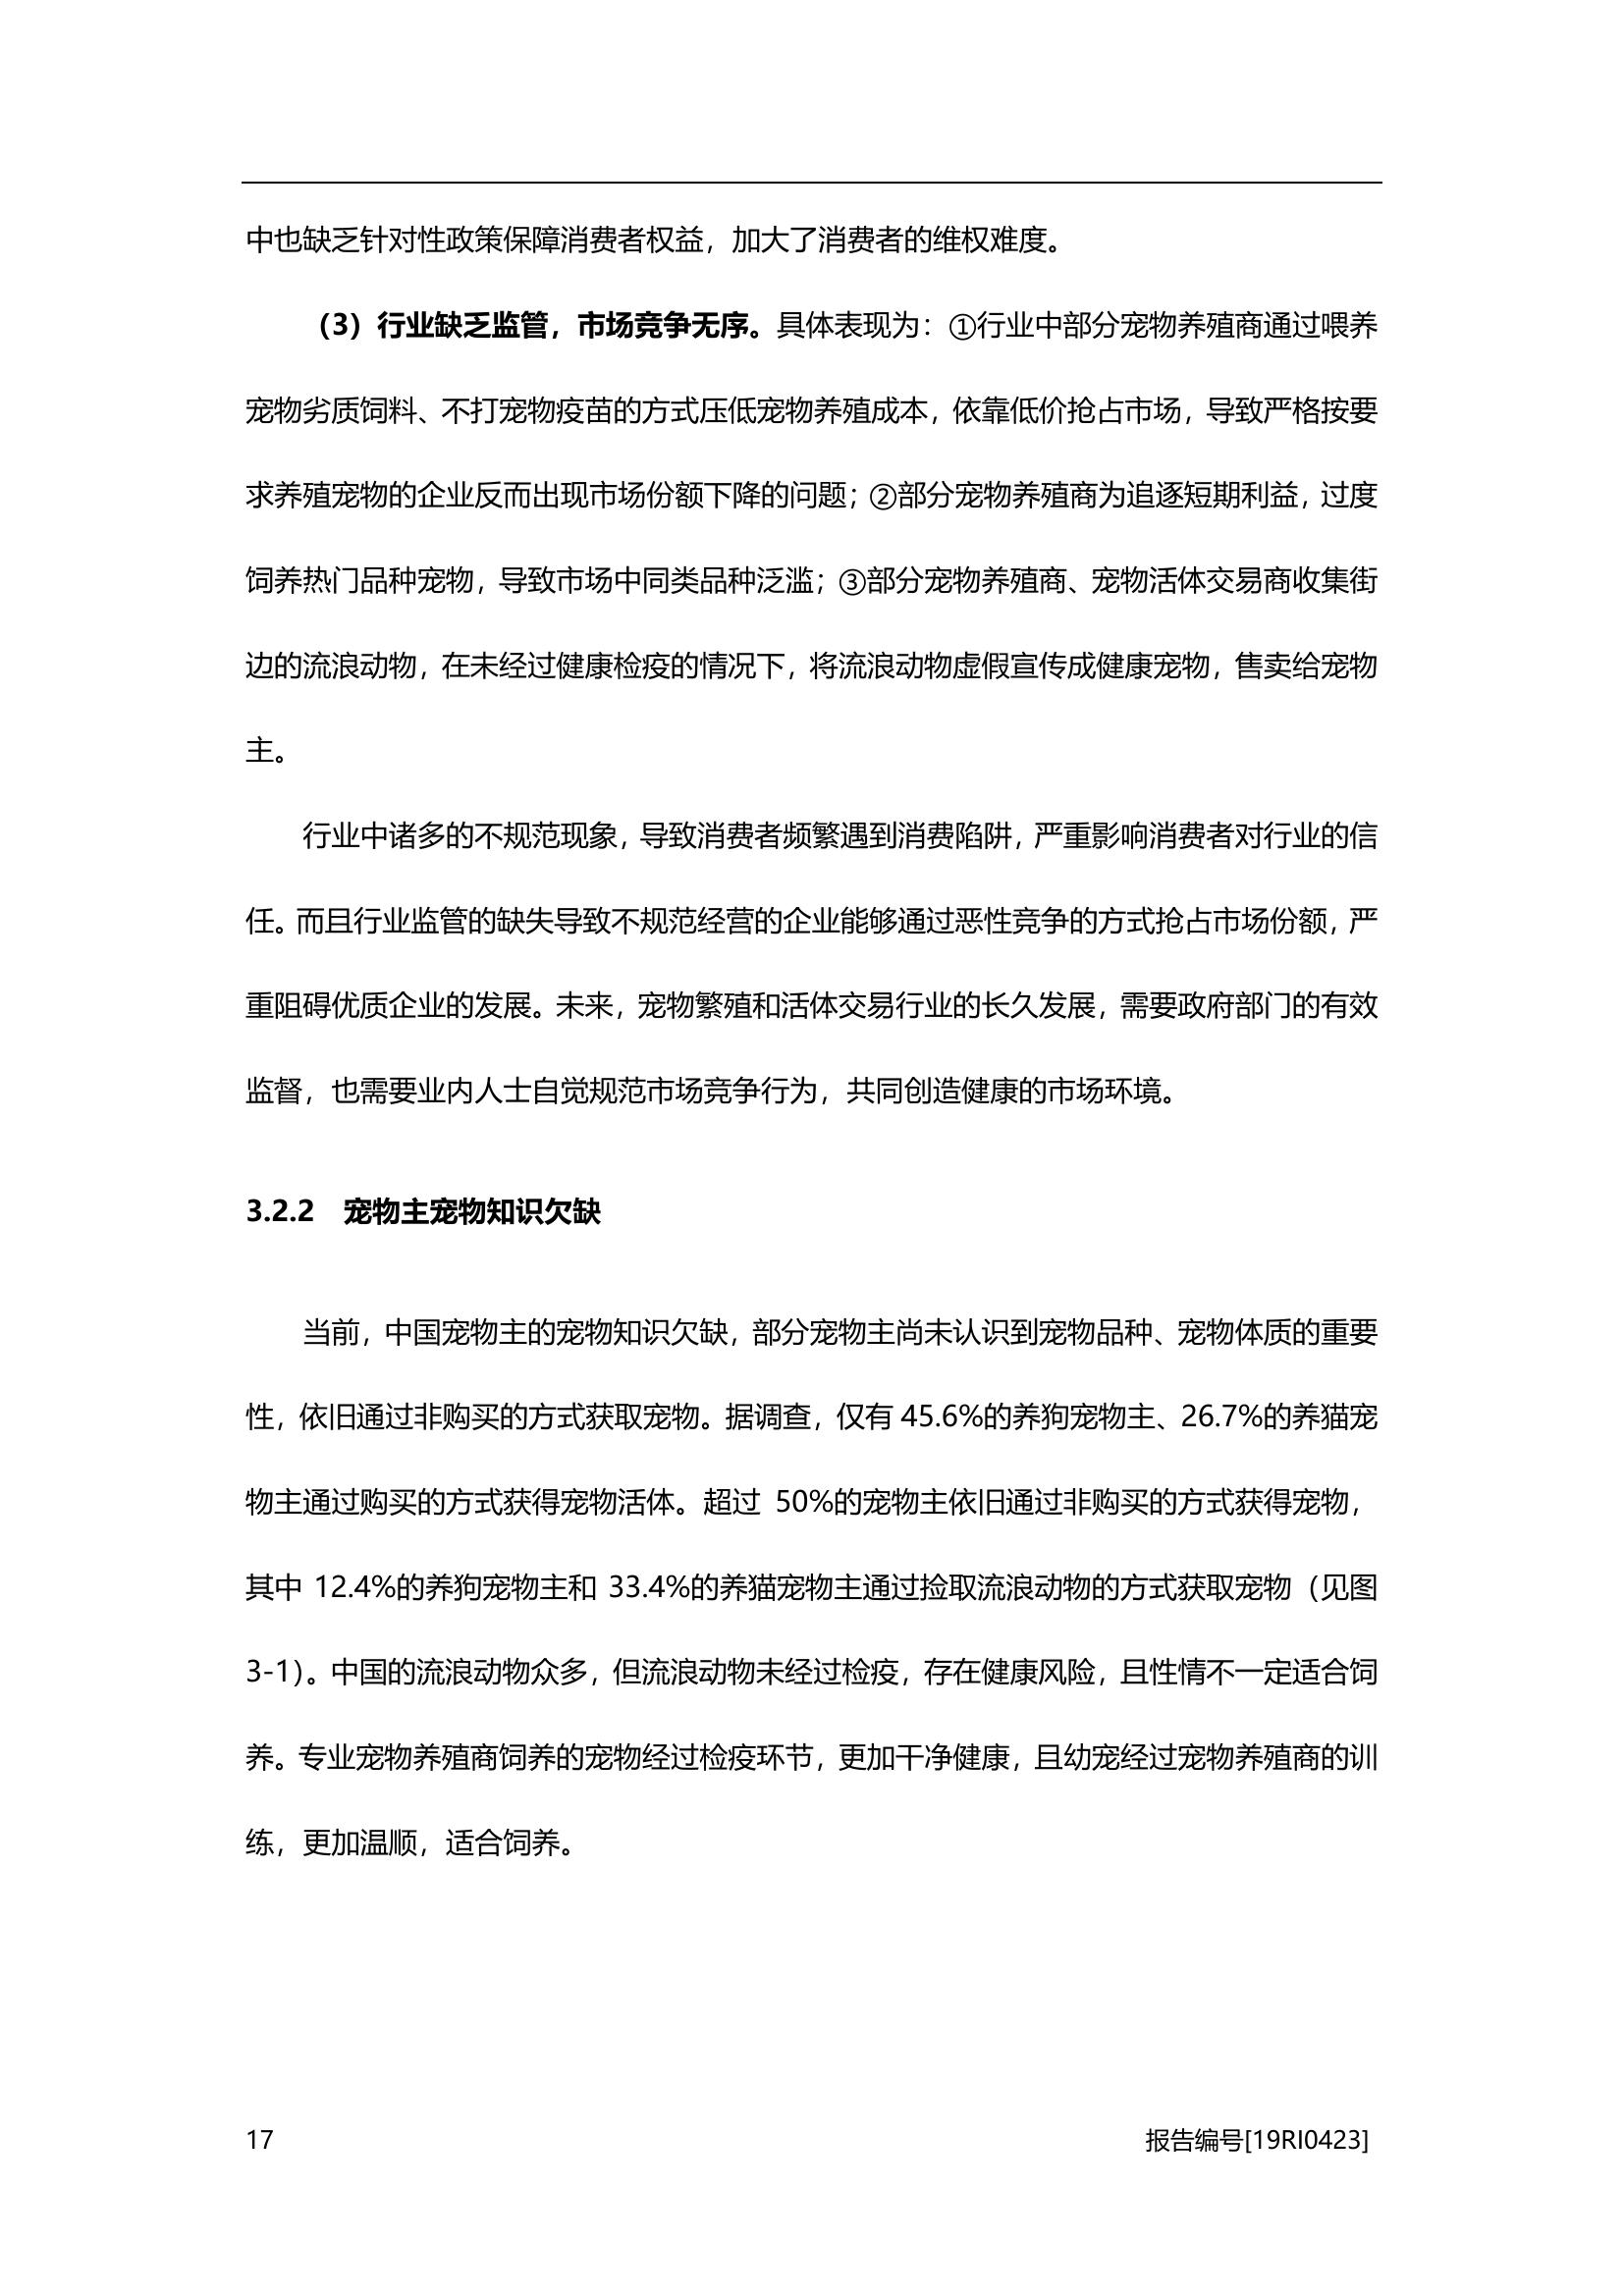 中也缺乏针对性政策保障消费者权益，加大了消费者的维权难度。
（3）行业缺乏监管，市场竞争无序。具体表现为：①行业中部分宠物养殖商通过喂养
宠物劣质饲料、不打宠物疫苗的方式压低宠物养殖成本，依靠低价抢占市场，导致严格按要
求养殖宠物的企业反而出现市场份额下降的问题；②部分宠物养殖商为追逐短期利益，过度
饲养热门品种宠物，导致市场中同类品种泛滥；③部分宠物养殖商、宠物活体交易商收集街
边的流浪动物，在未经过健康检疫的情况下，将流浪动物虚假宣传成健康宠物，售卖给宠物
主。
行业中诸多的不规范现象，导致消费者频繁遇到消费陷阱，严重影响消费者对行业的信
任。而且行业监管的缺失导致不规范经营的企业能够通过恶性竞争的方式抢占市场份额，严
重阻碍优质企业的发展。未来，宠物繁殖和活体交易行业的长久发展，需要政府部门的有效
监督，也需要业内人士自觉规范市场竞争行为，共同创造健康的市场环境。
3.2.2 宠物主宠物知识欠缺
当前，中国宠物主的宠物知识欠缺，部分宠物主尚未认识到宠物品种、宠物体质的重要
性，依旧通过非购买的方式获取宠物。据调查，仅有 45.6%的养狗宠物主、26.7%的养猫宠
物主通过购买的方式获得宠物活体。超过 50%的宠物主依旧通过非购买的方式获得宠物，
其中 12.4%的养狗宠物主和 33.4%的养猫宠物主通过捡取流浪动物的方式获取宠物（见图
3-1）。中国的流浪动物众多，但流浪动物未经过检疫，存在健康风险，且性情不一定适合饲
养。专业宠物养殖商饲养的宠物经过检疫环节，更加干净健康，且幼宠经过宠物养殖商的训
练，更加温顺，适合饲养。
17 报告编号[19RI0423]